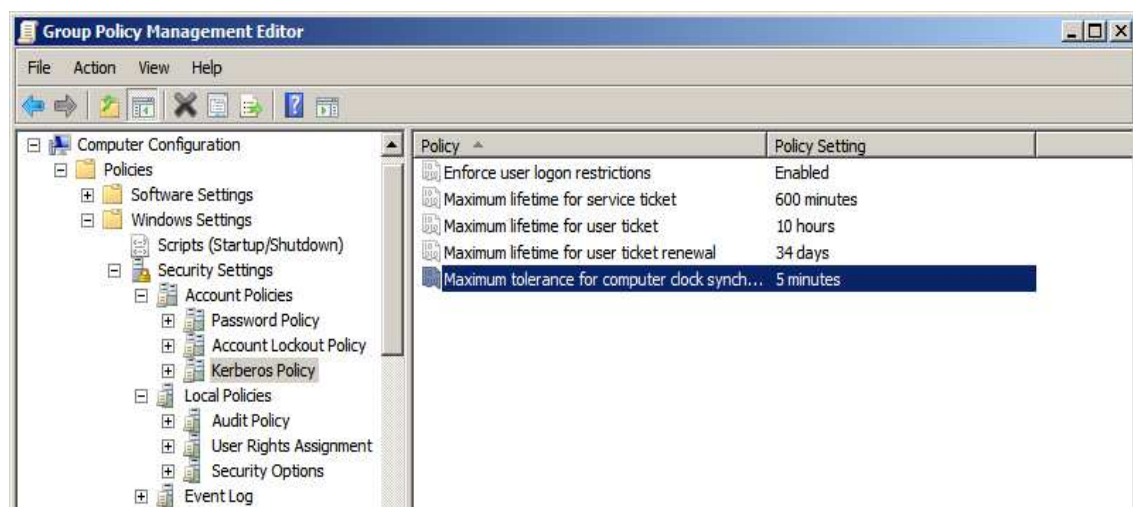 Group Policy Management Editor
File Action View Help
Computer Configuration
Policies
Software Settings
Windows Settings
Scripts (Startup/Shutdown)
Security Settings
Account Policies
Password Policy
Account Lockout Policy
Kerberos Policy
Local Policies
Audit Policy
User Rights Assignment
Security Options
Event Log
Policy Policy Setting
Enforce user logon restrictions Enabled
Maximum lifetime for service ticket 600 minutes
Maximum lifetime for user ticket 10 hours
Maximum lifetime for user ticket renewal 34 days
Maximum tolerance for computer clock synch... 5 minutes